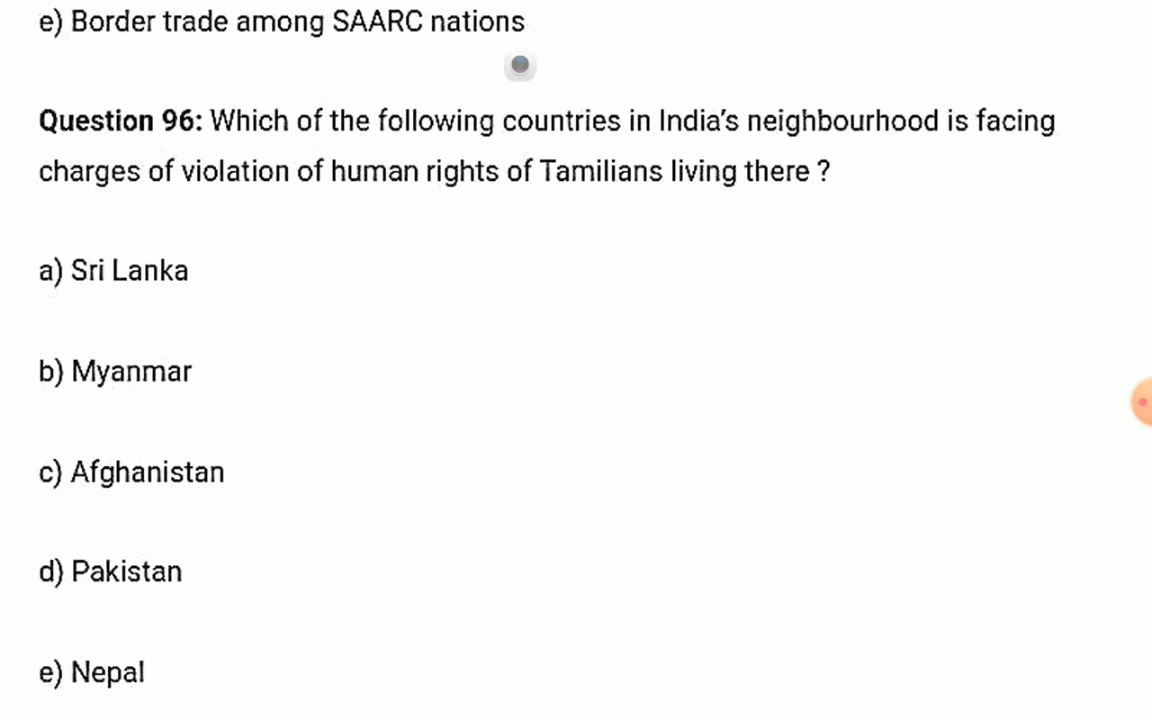 e) Border trade among SAARC nations
Question 96: Which of the following countries in India's neighbourhood is facing
charges of violation of human rights of Tamilians living there ?
a) Sri Lanka
b) Myanmar
c) Afghanistan
d) Pakistan
e) Nepal